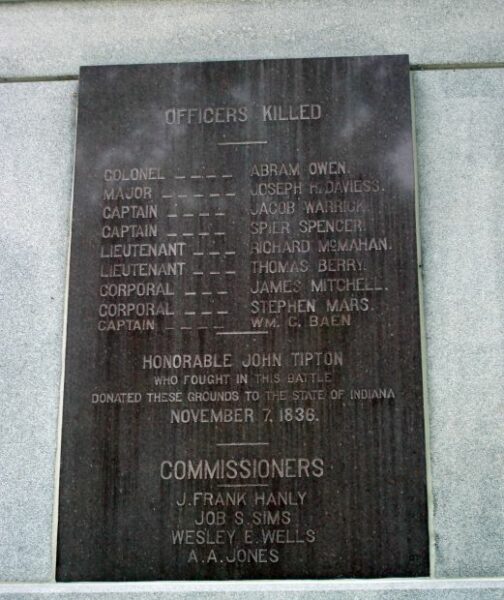 OFFICERS KILLED
COLONEL _ _ _ _ ABRAM OWEN.
MAJOR _ _ _ _ _ JOSEPH H. DAVIESS.
CAPTAIN _ _ _ _ JACOB WARRICK.
CAPTAIN _ _ _ _ SPIER SPENCER.
LIEUTENANT _ _ _ RICHARD McMAHAN.
LIEUTENANT _ _ _ THOMAS BERRY.
CORPORAL _ _ _ JAMES MITCHELL.
CORPORAL _ _ _ STEPHEN MARS.
CAPTAIN _ _ _ _ WM. C. BAEN
HONORABLE JOHN TIPTON
WHO FOUGHT IN THIS BATTLE
DONATED THESE GROUNDS TO THE STATE OF INDIANA
NOVEMBER 7, 1836.
COMMISSIONERS
J. FRANK HANLY
JOB S. SIMS
WESLEY E. WELLS
A. A. JONES